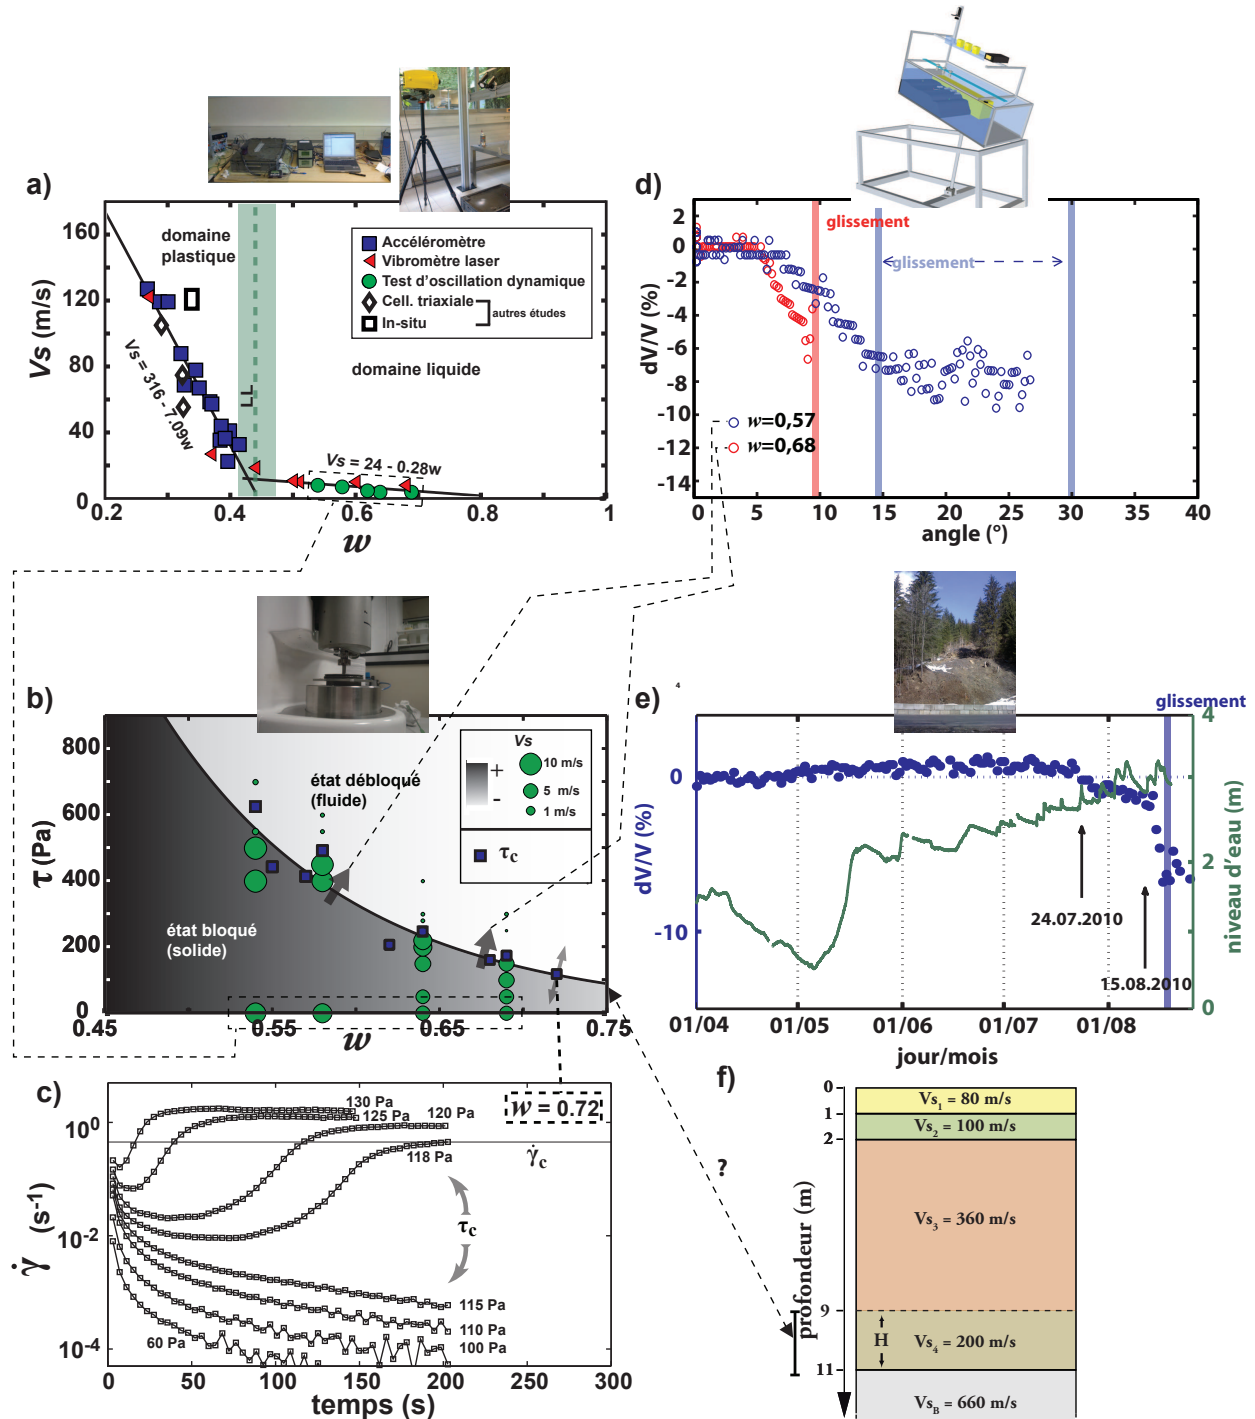 a)
160
120
80
40
0
Vs (m/s)
0.2
0.4
0.6
0.8
1
w
domaine
plastique
LL
domaine liquide
Accéléromètre
Vibromètre laser
Test d'oscillation dynamique
Cell. triaxiale
In-situ
autres études
Vs = 316 - 7.09w
Vs = 24 - 0.28w
d)
2
0
-2
-4
-6
-8
-10
-12
-14
dV/V (%)
0
5
10
15
20
25
30
35
40
angle (°)
glissement
glissement
w=0,57
w=0,68
b)
800
600
400
200
0
τ (Pa)
0.45
0.55
0.65
0.75
w
état débloqué
(fluide)
état bloqué
(solide)
Vs
+
-
10 m/s
5 m/s
1 m/s
τc
e)
4
glissement
0
-10
dV/V (%)
4
2
0
niveau d'eau (m)
24.07.2010
15.08.2010
01/04
01/05
01/06
01/07
01/08
jour/mois
c)
10^0
10^-2
10^-4
γ̇ (s^-1)
0
50
100
150
200
250
300
temps (s)
w = 0.72
130 Pa
125 Pa
120 Pa
118 Pa
γ̇c
τc
115 Pa
110 Pa
100 Pa
60 Pa
?
f)
0
1
2
9
11
profondeur (m)
Vs1 = 80 m/s
Vs2 = 100 m/s
Vs3 = 360 m/s
H
Vs4 = 200 m/s
VsB = 660 m/s